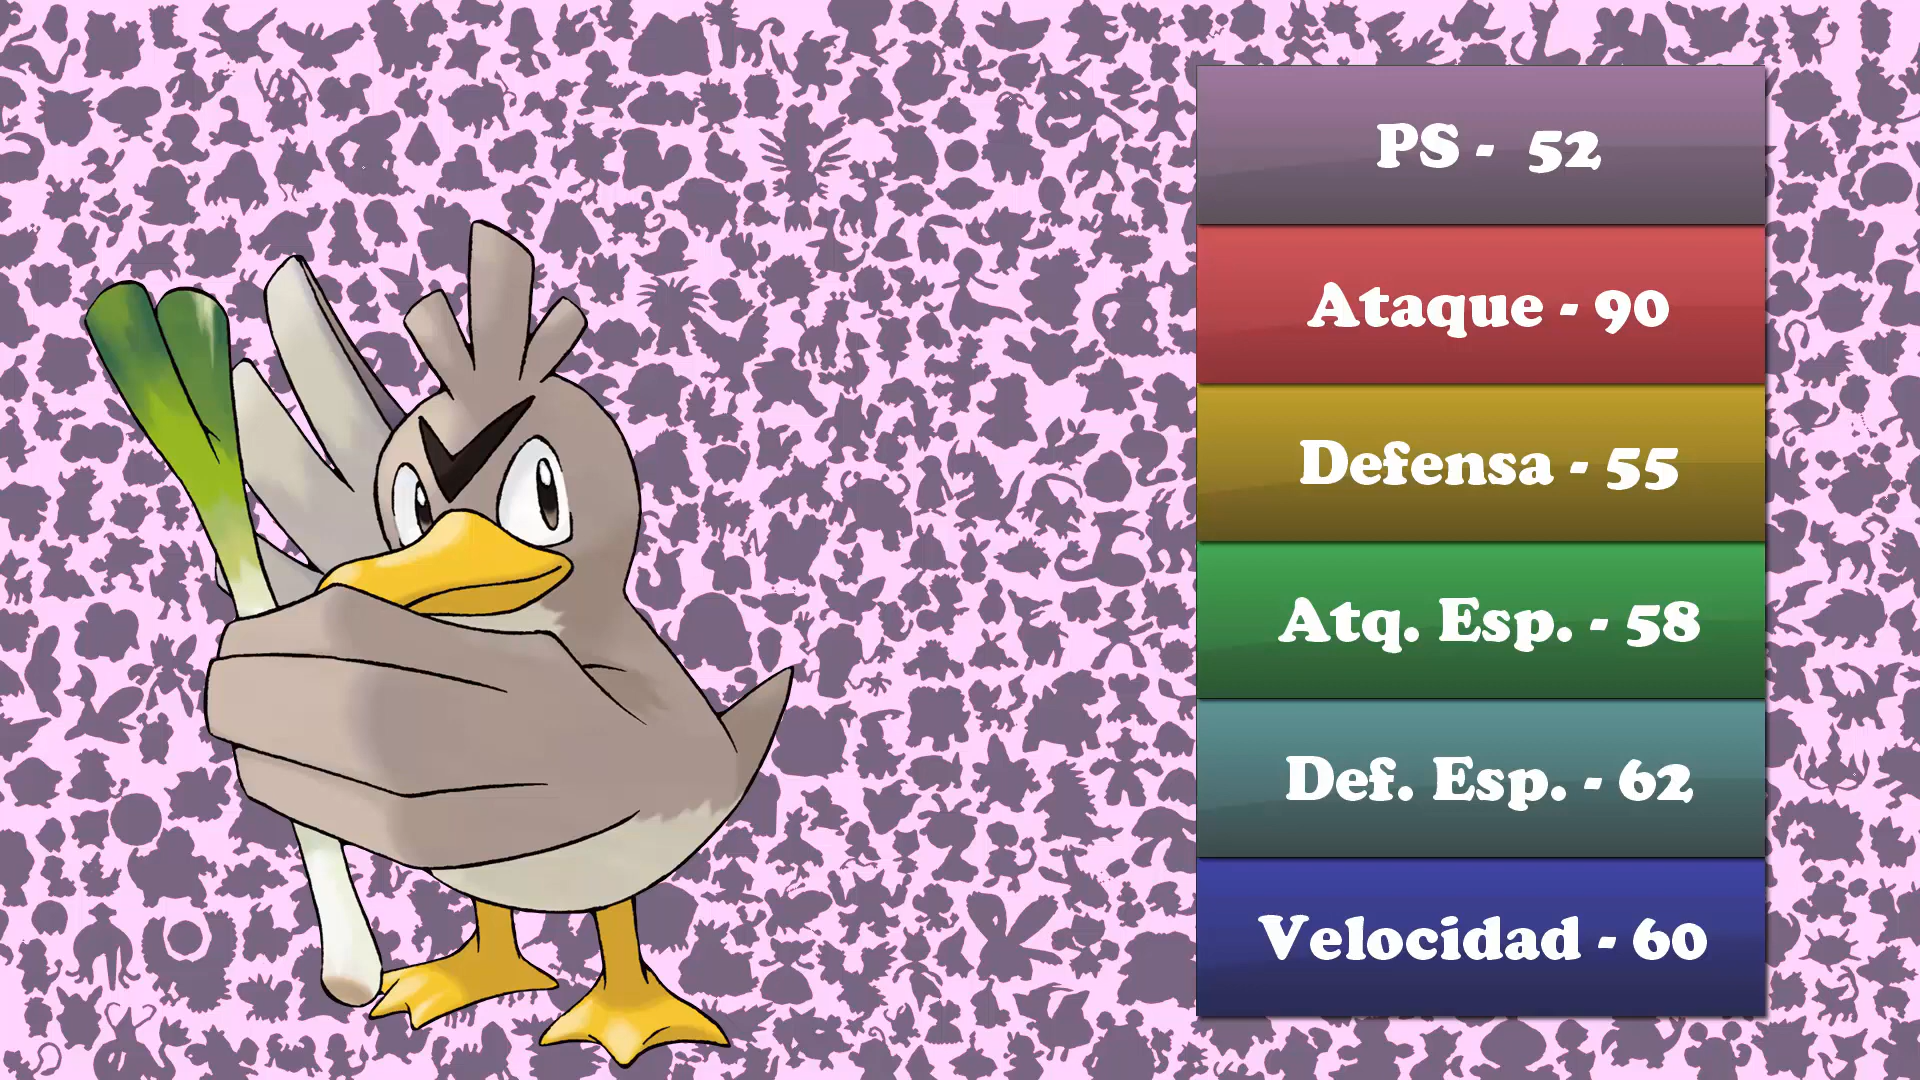 PS - 52
Ataque - 90
Defensa - 55
Atq. Esp. - 58
Def. Esp. - 62
Velocidad - 60